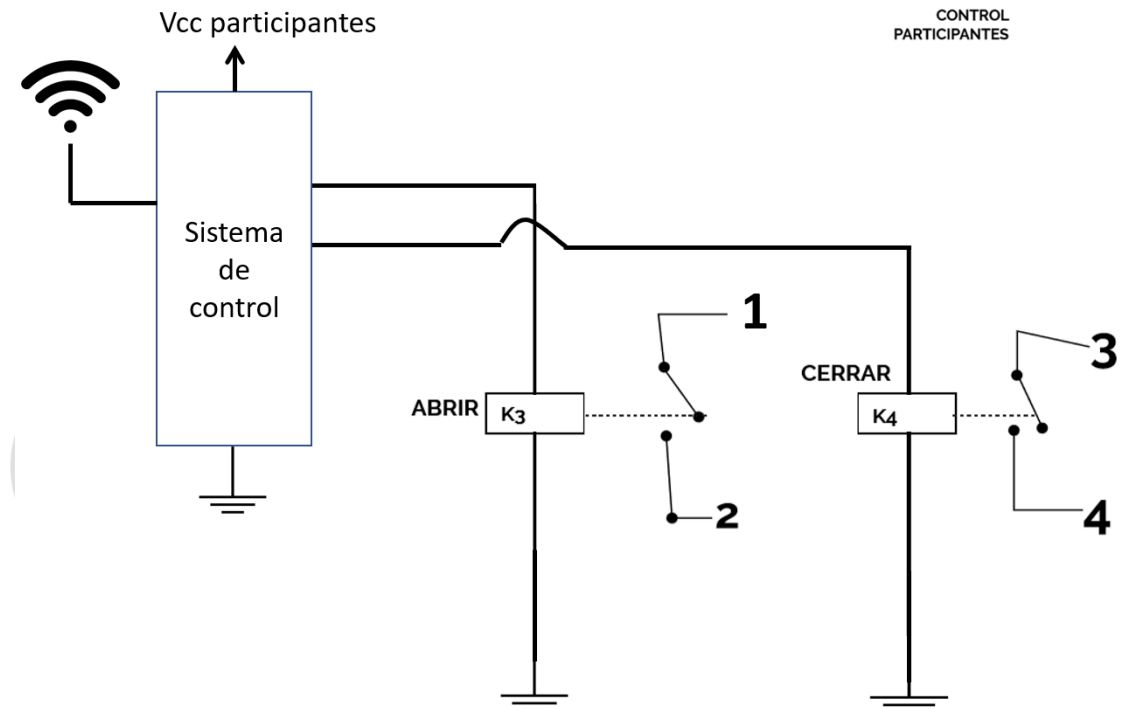 Vcc participantes
CONTROL
PARTICIPANTES
Sistema
de
control
1
3
CERRAR
ABRIR
K3
K4
2
4